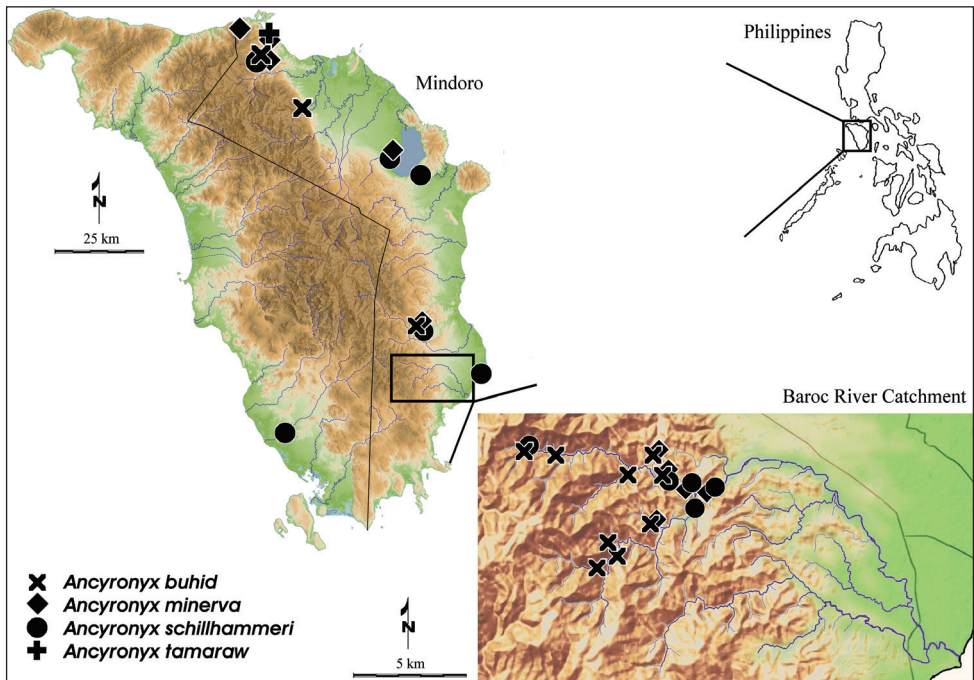 Philippines
Mindoro
N
25 km
Baroc River Catchment
Ancyronyx buhid
Ancyronyx minerva
Ancyronyx schillhammeri
Ancyronyx tamaraw
N
5 km